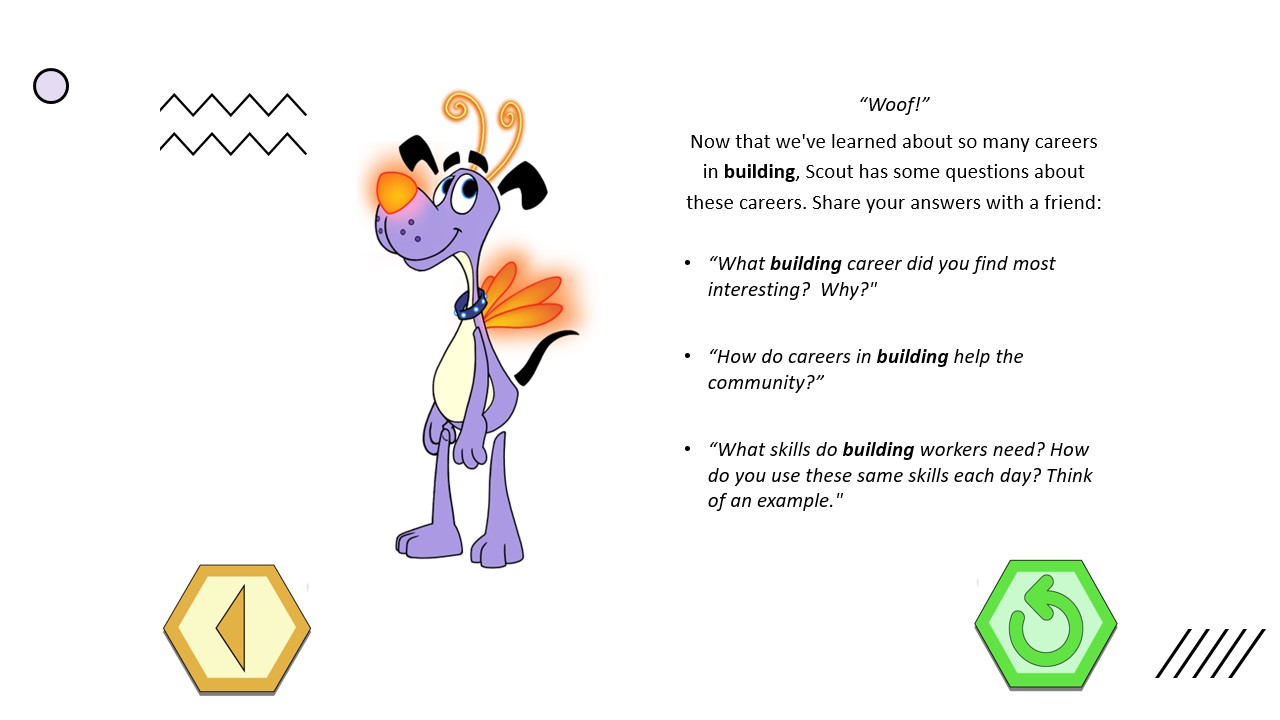 “Woof!”
Now that we've learned about so many careers
in building, Scout has some questions about
these careers. Share your answers with a friend:
• “What building career did you find most
interesting?  Why?"
• “How do careers in building help the
community?”
• “What skills do building workers need? How
do you use these same skills each day? Think
of an example."